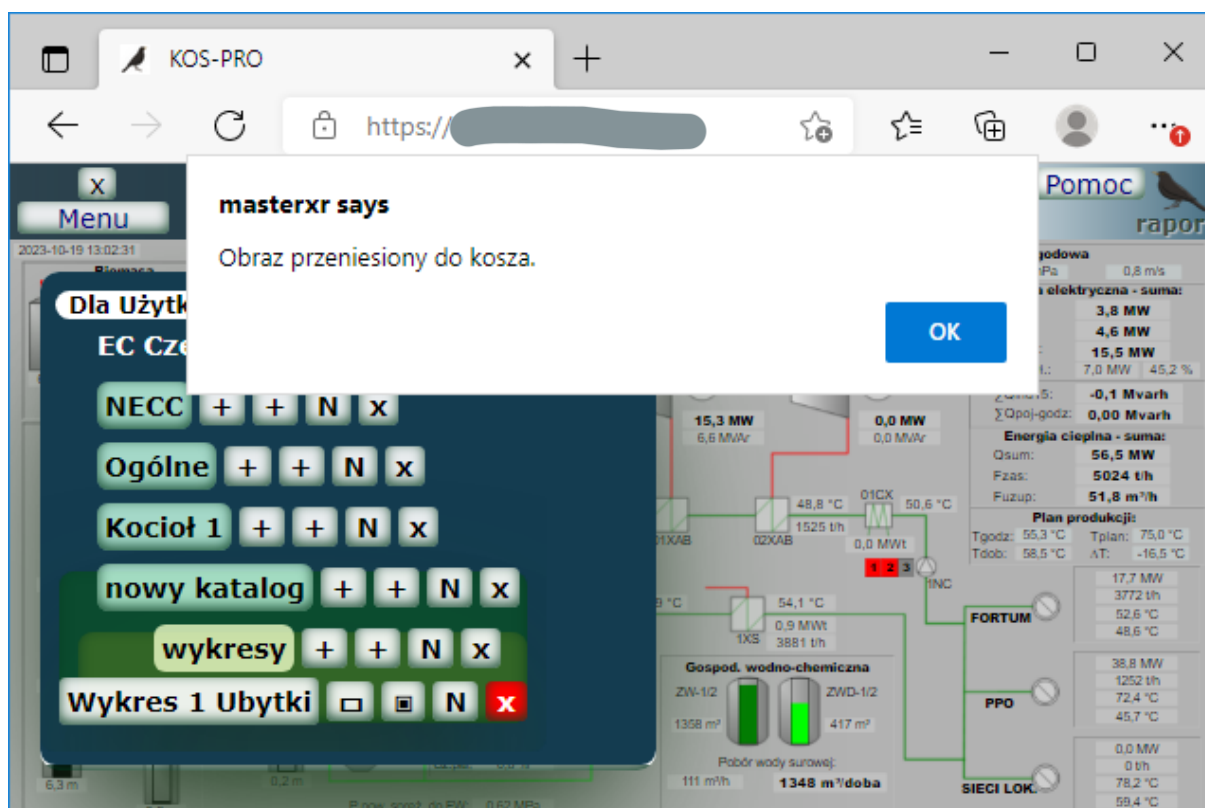 KOS-PRO
https://
masterxr says
Obraz przeniesiony do kosza.
OK
x
Menu
Pomoc
rapor
2023-10-19 13:02:31
Dla Użytk
EC Cze
NECC + + N x
Ogólne + + N x
Kocioł 1 + + N x
nowy katalog + + N x
wykresy + + N x
Wykres 1 Ubytki N x
6,3 m
0,2 m
15,3 MW
6,6 MVAr
0,0 MW
0,0 MVAr
48,8 °C
1525 t/h
02XAB
01CX
50,6 °C
0,0 MWt
1 2 3
1NC
54,1 °C
0,9 MWt
3881 t/h
1XS
Gospod. wodno-chemiczna
ZW-1/2
ZWD-1/2
1358 m³
417 m³
Pobór wody surowej:
111 m³/h
1348 m³/doba
0,8 m/s
elektryczna - suma:
3,8 MW
4,6 MW
15,5 MW
7,0 MW 45,2 %
-0,1 Mvarh
∑Qpoj-godz: 0,00 Mvarh
Energia cieplna - suma:
Qsum: 56,5 MW
Fzas: 5024 t/h
Fuzup: 51,8 m³/h
Plan produkcji:
Tgodz: 55,3 °C Tplan: 75,0 °C
Tdob: 58,5 °C ΔT: -16,5 °C
FORTUM
17,7 MW
3772 t/h
52,6 °C
48,6 °C
PPO
38,8 MW
1252 t/h
72,4 °C
45,7 °C
SIECI LOK.
0,0 MW
0 t/h
78,2 °C
59,4 °C